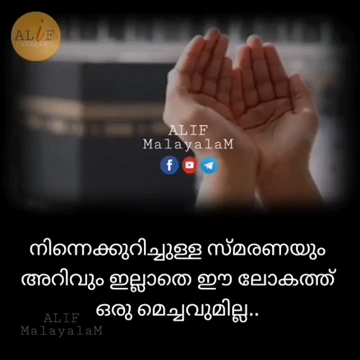 ALiF
ALIF
MalayalaM
നിന്നെക്കുറിച്ചുള്ള സ്മരണയും
അറിവും ഇല്ലാതെ ഈ ലോകത്ത്
ഒരു മെച്ചവുമില്ല..
ALIF
MalayalaM